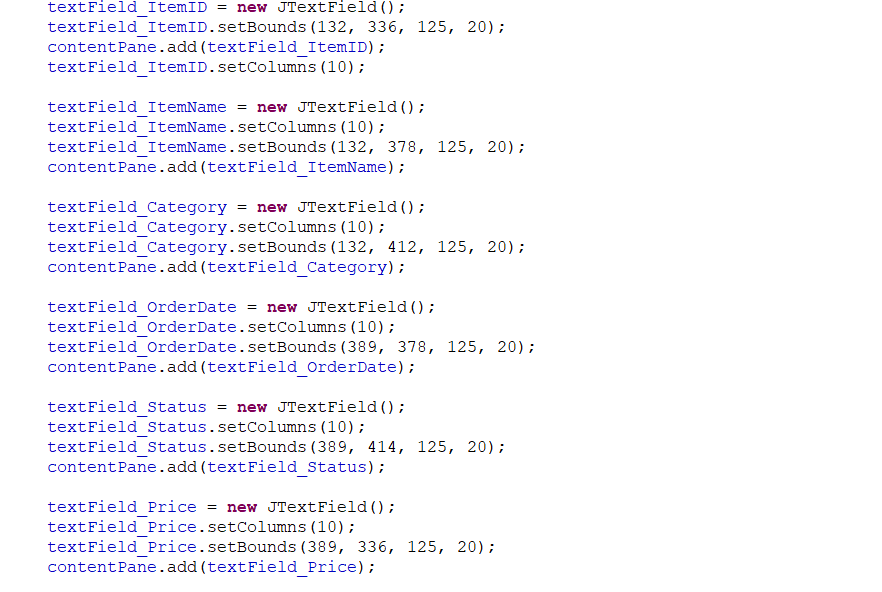 textField_ItemID = new JTextField();
textField_ItemID.setBounds(132, 336, 125, 20);
contentPane.add(textField_ItemID);
textField_ItemID.setColumns(10);
textField_ItemName = new JTextField();
textField_ItemName.setColumns(10);
textField_ItemName.setBounds(132, 378, 125, 20);
contentPane.add(textField_ItemName);
textField_Category = new JTextField();
textField_Category.setColumns(10);
textField_Category.setBounds(132, 412, 125, 20);
contentPane.add(textField_Category);
textField_OrderDate = new JTextField();
textField_OrderDate.setColumns(10);
textField_OrderDate.setBounds(389, 378, 125, 20);
contentPane.add(textField_OrderDate);
textField_Status = new JTextField();
textField_Status.setColumns(10);
textField_Status.setBounds(389, 414, 125, 20);
contentPane.add(textField_Status);
textField_Price = new JTextField();
textField_Price.setColumns(10);
textField_Price.setBounds(389, 336, 125, 20);
contentPane.add(textField_Price);